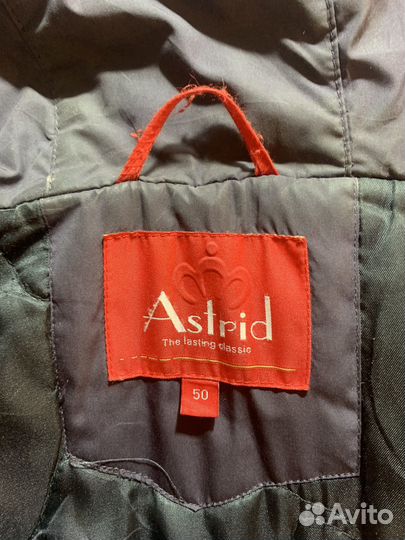 Astrid
The lasting classic
50
Avito